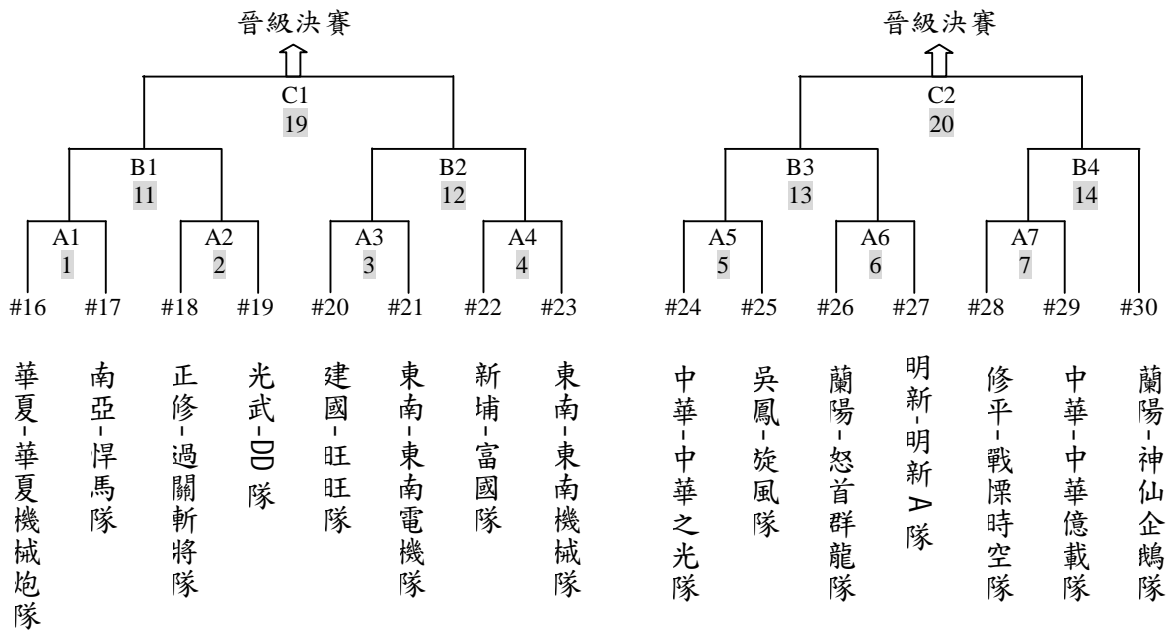 晉級決賽 晉級決賽
C1 C2
19 20
B1 B2 B3 B4
11 12 13 14
A1 A2 A3 A4 A5 A6 A7
1 2 3 4 5 6 7
#16 #17 #18 #19 #20 #21 #22 #23 #24 #25 #26 #27 #28 #29 #30
華夏-華夏機械炮隊
南亞-悍馬隊
正修-過關斬將隊
光武-DD隊
建國-旺旺隊
東南-東南電機隊
新埔-富國隊
東南-東南機械隊
中華-中華之光隊
吳鳳-旋風隊
蘭陽-怒首群龍隊
明新-明新A隊
修平-戰慄時空隊
中華-中華億載隊
蘭陽-神仙企鵝隊